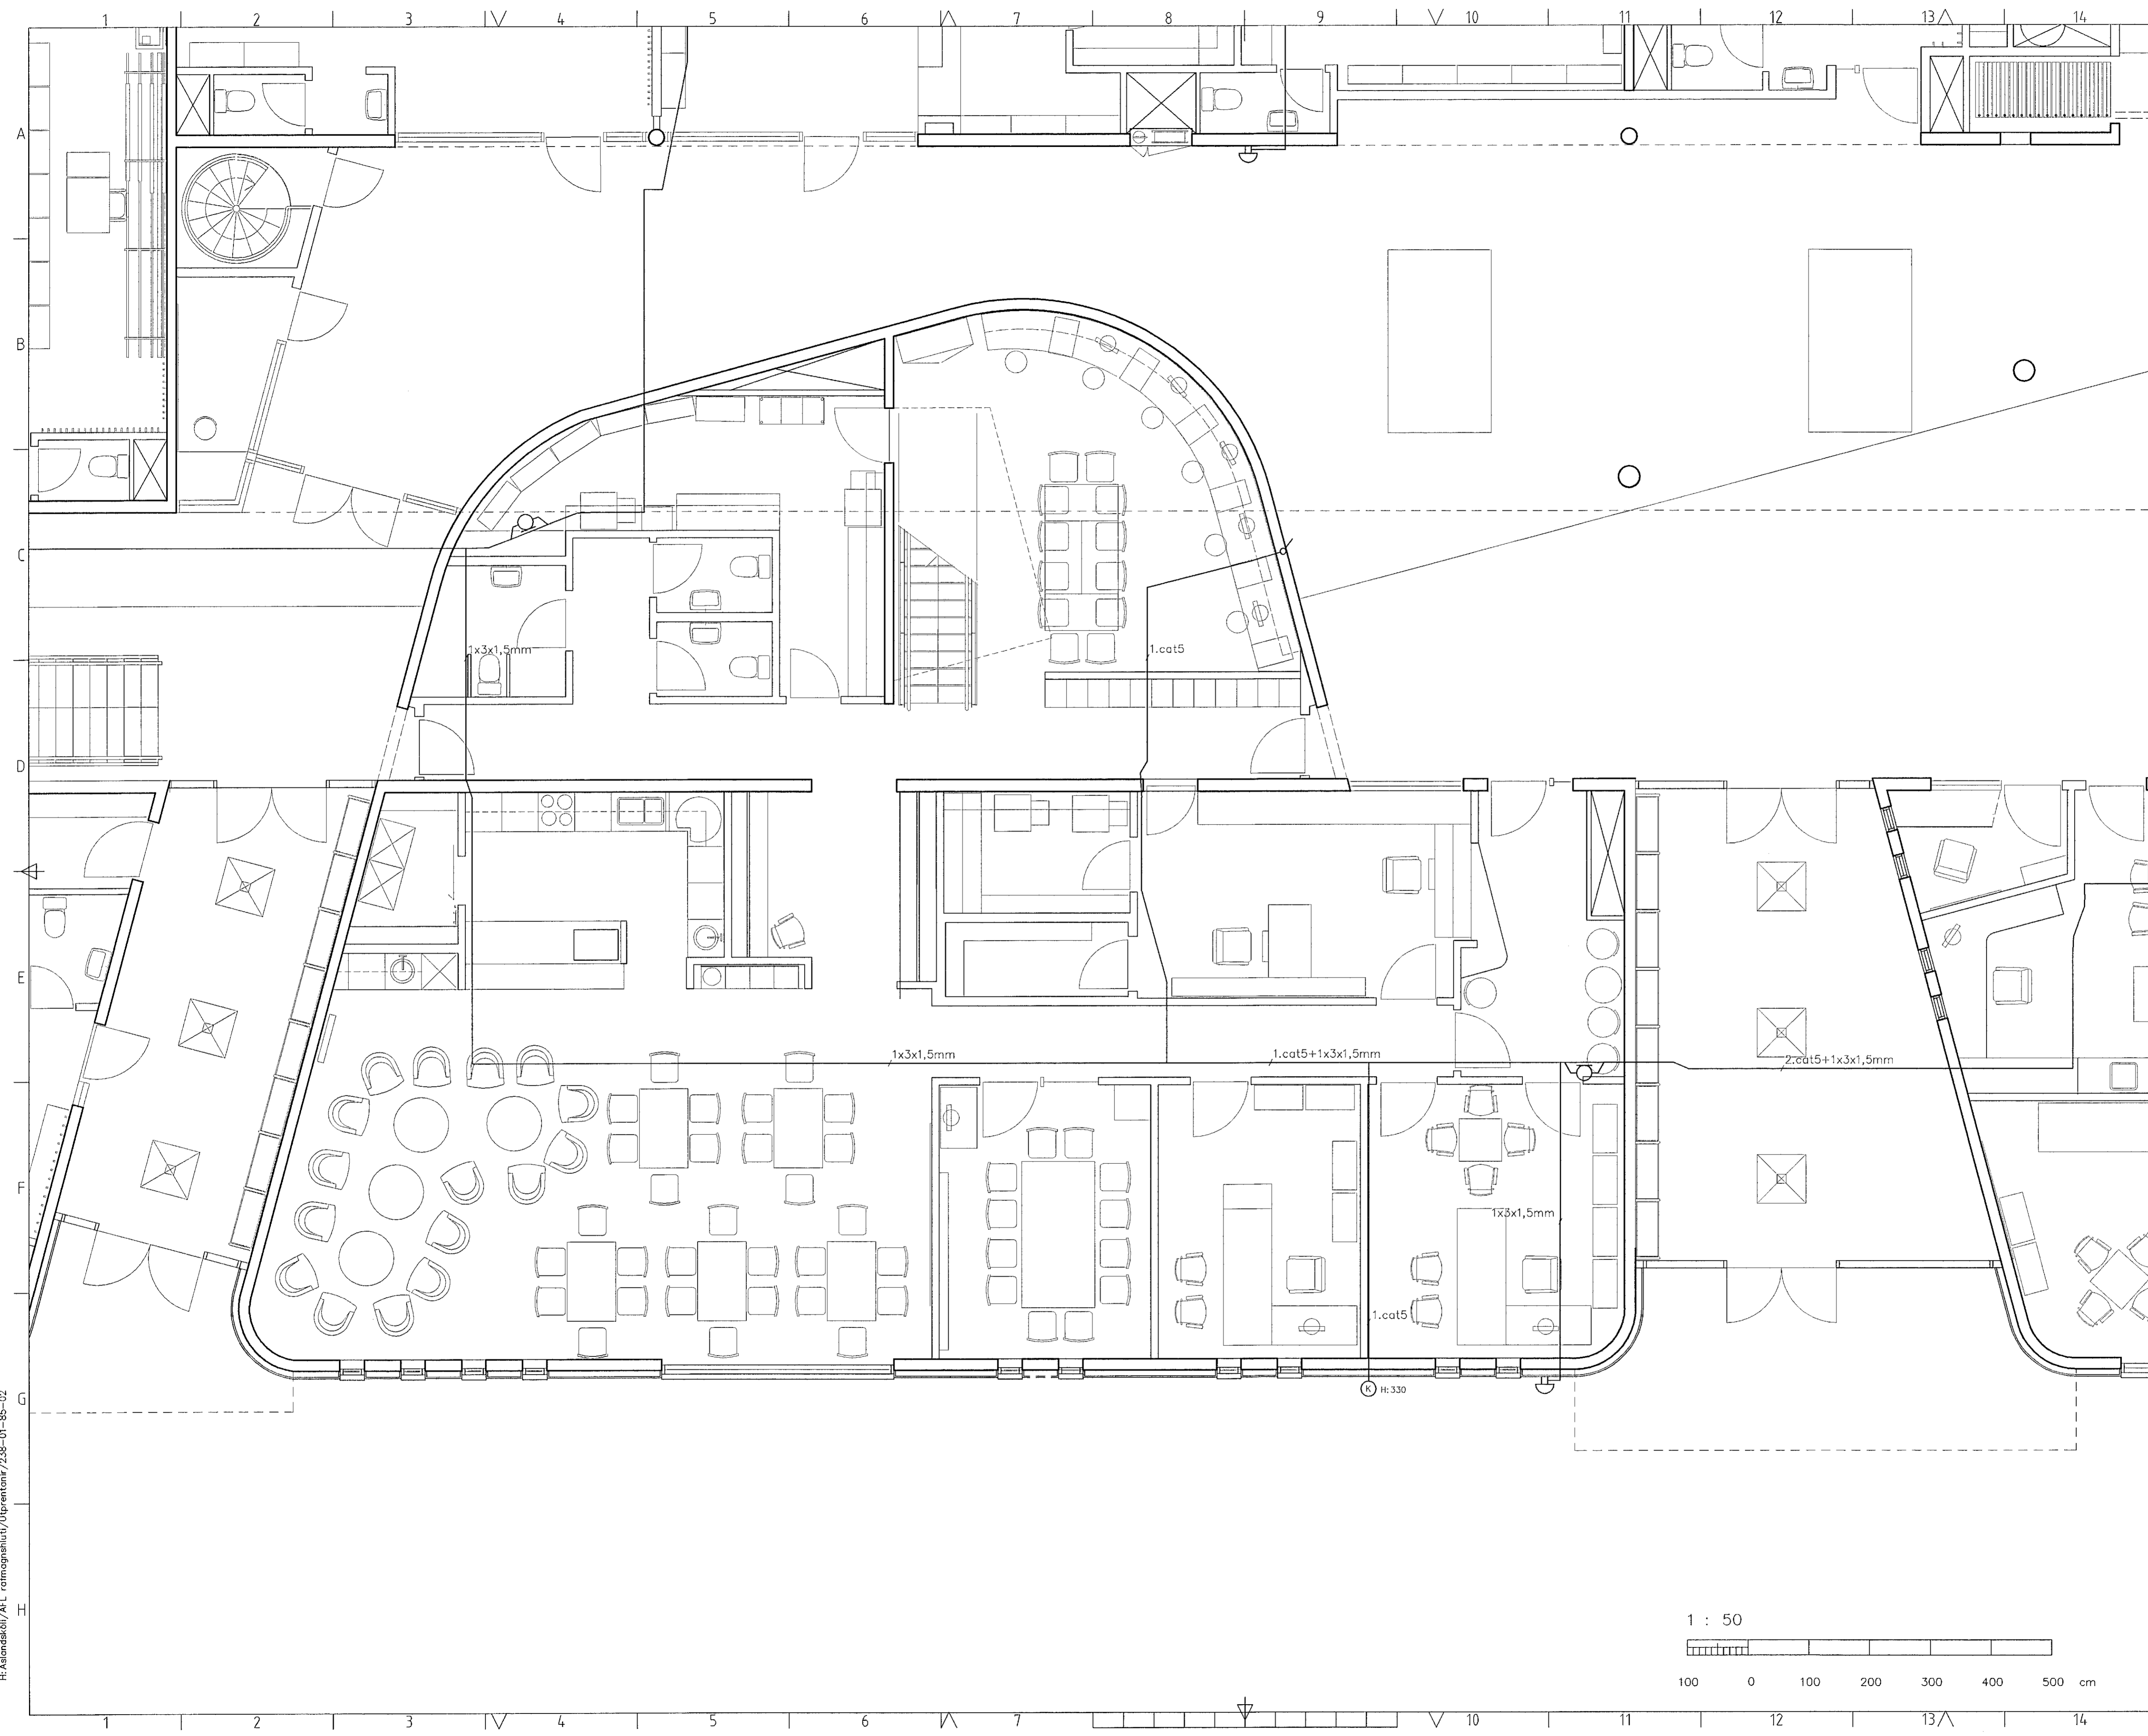 1 2 3 4 5 6 7 8 9 10 11 12 13 14
A
B
C
1x3x1,5mm
1.cat5
D
E
1x3x1,5mm
1.cat5+1x3x1,5mm
2.cat5+1x3x1,5mm
F
1x3x1,5mm
1.cat5
K H:330
G
H
1 : 50
100 0 100 200 300 400 500 cm
1 2 3 4 5 6 7 10 11 12 13 14